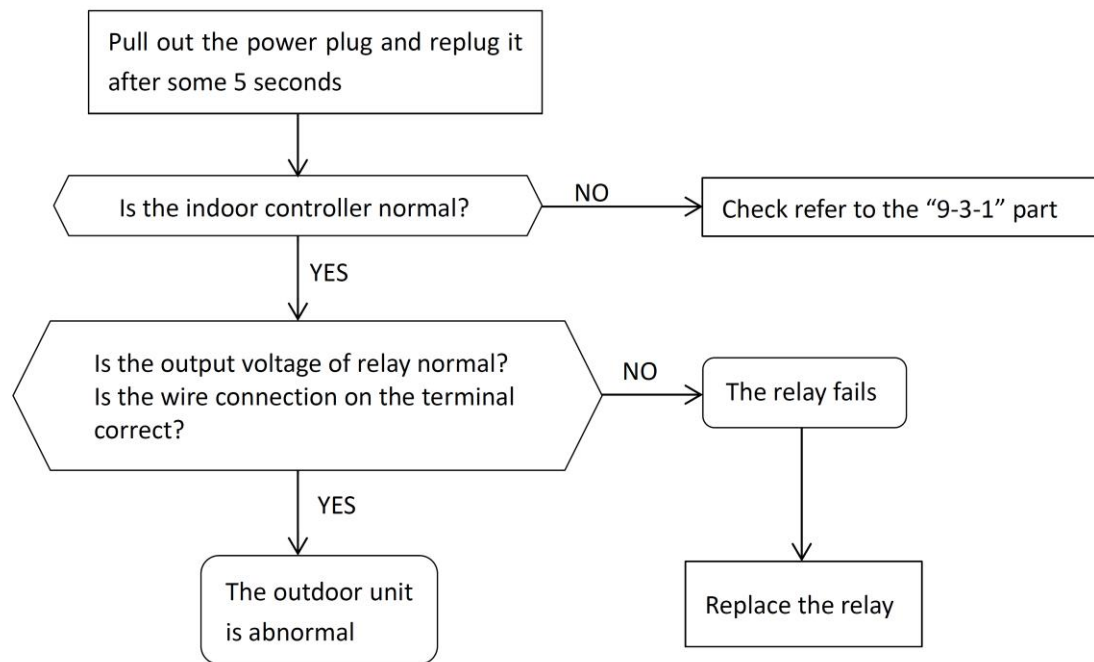 Pull out the power plug and replug it
after some 5 seconds
Is the indoor controller normal?
NO
Check refer to the “9-3-1” part
YES
Is the output voltage of relay normal?
Is the wire connection on the terminal
correct?
NO
The relay fails
YES
The outdoor unit
is abnormal
Replace the relay